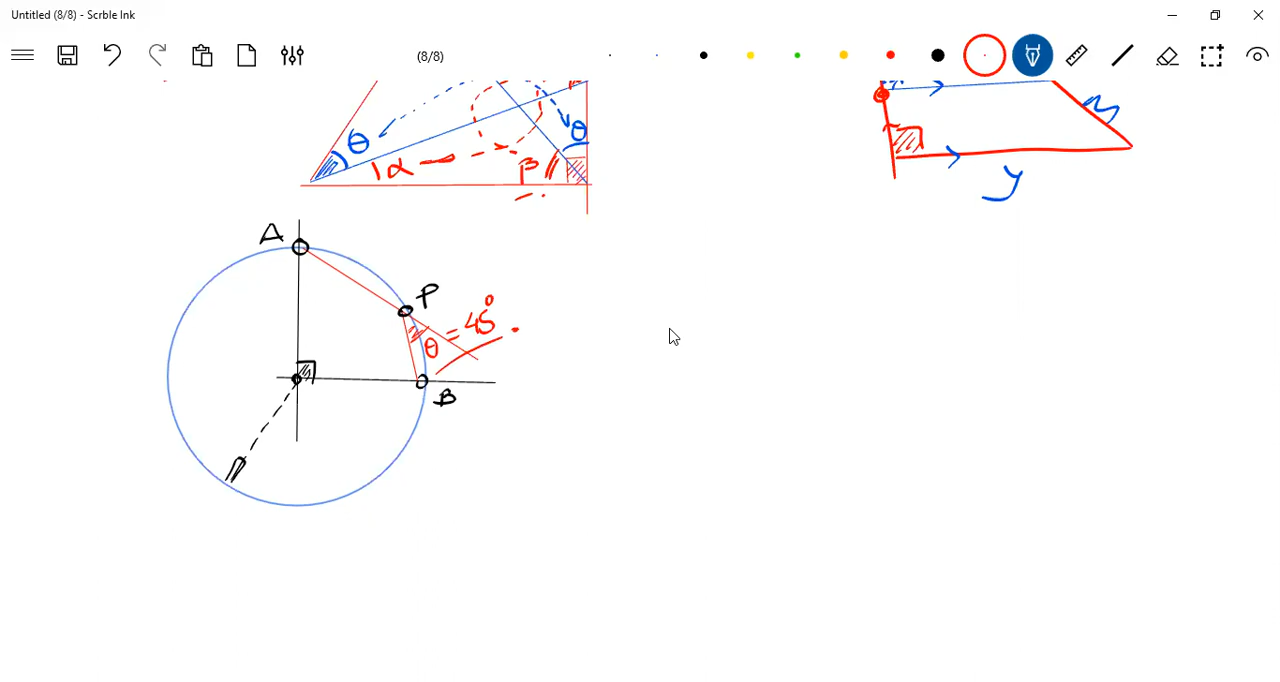 Untitled (8/8) - Scrble Ink
(8/8)
θ
θ
α
β
y
A
P
θ = 45°
B